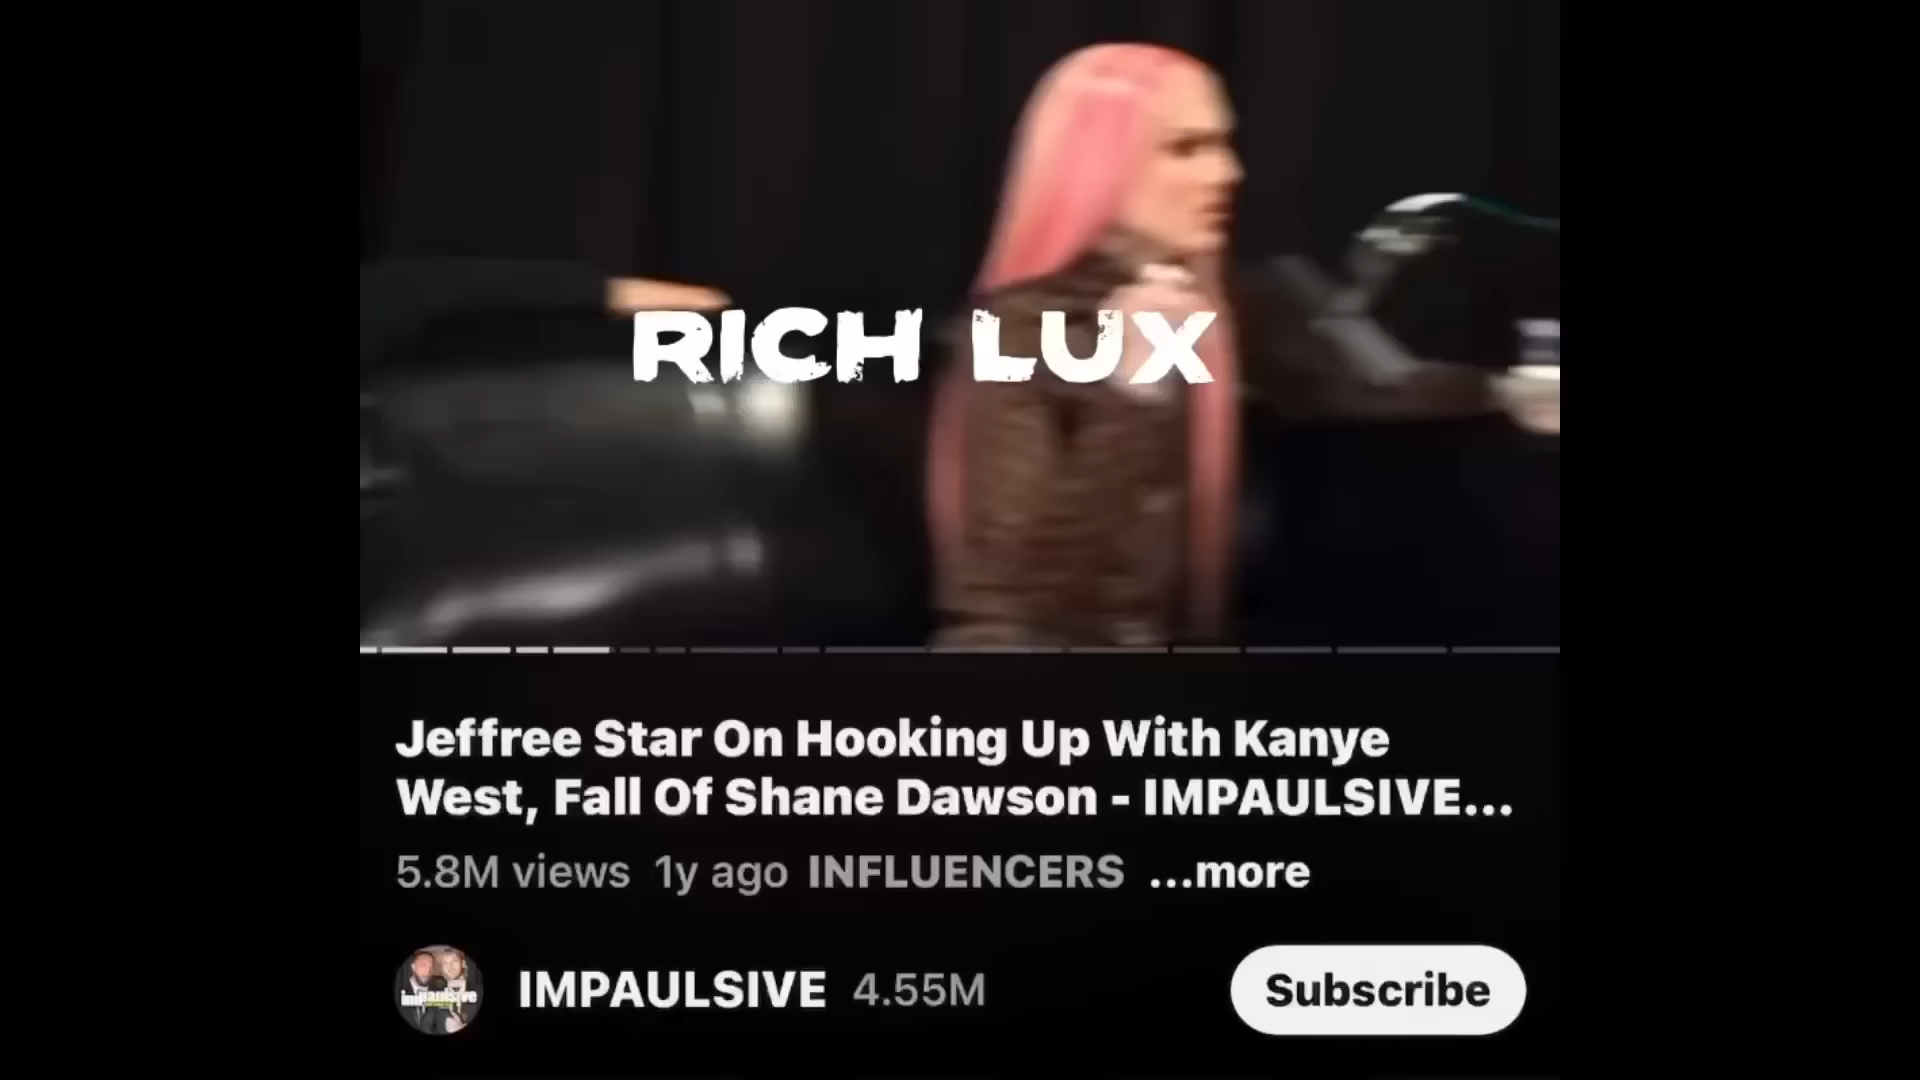 RICH LUX
Jeffree Star On Hooking Up With Kanye
West, Fall Of Shane Dawson - IMPAULSIVE...
5.8M views 1y ago INFLUENCERS ...more
impaulsive
IMPAULSIVE 4.55M
Subscribe